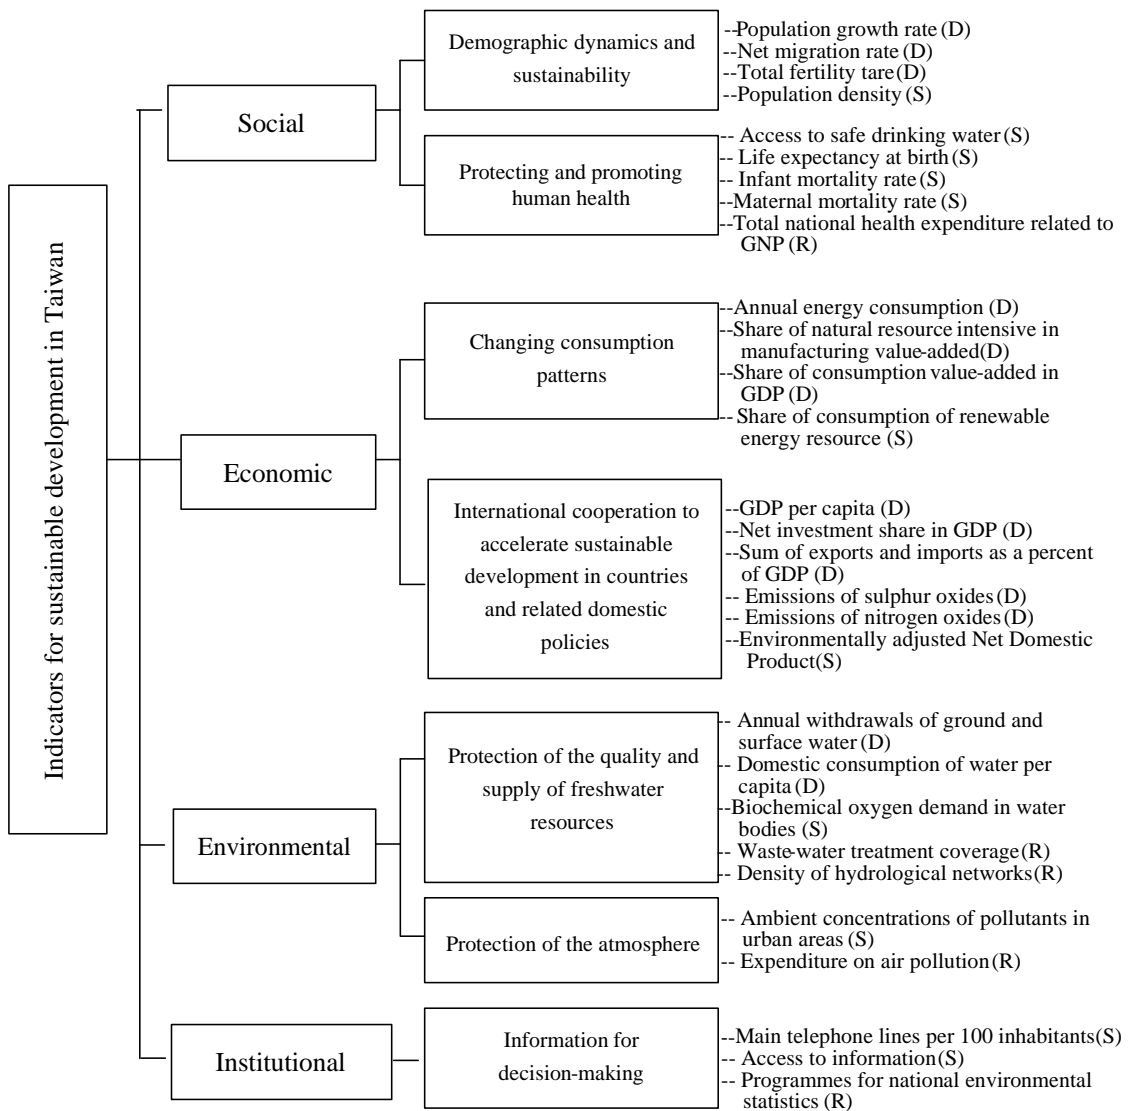 Indicators for sustainable development in Taiwan
Social
Demographic dynamics and
sustainability
--Population growth rate (D)
--Net migration rate (D)
--Total fertility tare (D)
--Population density (S)
Protecting and promoting
human health
-- Access to safe drinking water (S)
-- Life expectancy at birth (S)
-- Infant mortality rate (S)
--Maternal mortality rate (S)
--Total national health expenditure related to
GNP (R)
Economic
Changing consumption
patterns
--Annual energy consumption (D)
--Share of natural resource intensive in
manufacturing value-added(D)
--Share of consumption value-added in
GDP (D)
--Share of consumption of renewable
energy resource (S)
International cooperation to
accelerate sustainable
development in countries
and related domestic
policies
--GDP per capita (D)
--Net investment share in GDP (D)
--Sum of exports and imports as a percent
of GDP (D)
-- Emissions of sulphur oxides (D)
-- Emissions of nitrogen oxides (D)
--Environmentally adjusted Net Domestic
Product(S)
Environmental
Protection of the quality and
supply of freshwater
resources
-- Annual withdrawals of ground and
surface water (D)
-- Domestic consumption of water per
capita (D)
--Biochemical oxygen demand in water
bodies (S)
-- Waste-water treatment coverage (R)
-- Density of hydrological networks (R)
Protection of the atmosphere
-- Ambient concentrations of pollutants in
urban areas (S)
-- Expenditure on air pollution (R)
Institutional
Information for
decision-making
--Main telephone lines per 100 inhabitants(S)
-- Access to information (S)
-- Programmes for national environmental
statistics (R)